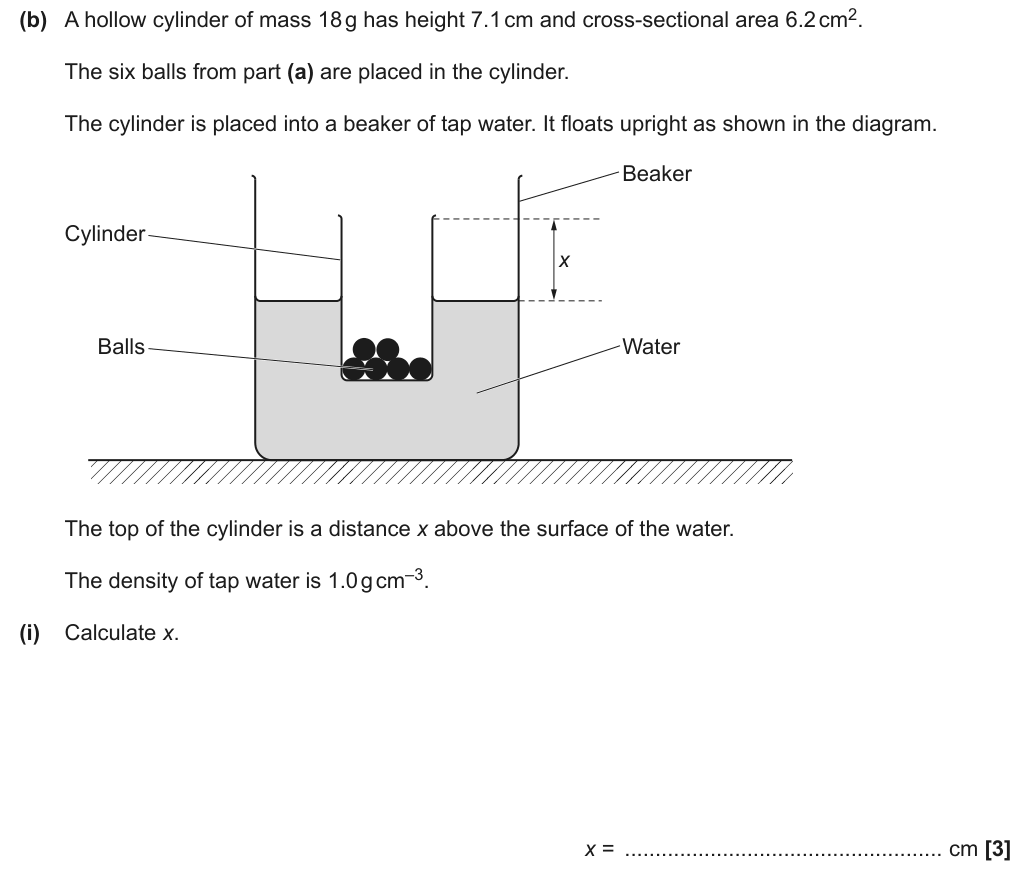 (b) A hollow cylinder of mass 18 g has height 7.1 cm and cross-sectional area 6.2 cm².
The six balls from part (a) are placed in the cylinder.
The cylinder is placed into a beaker of tap water. It floats upright as shown in the diagram.
Beaker
Cylinder
x
Balls
Water
The top of the cylinder is a distance x above the surface of the water.
The density of tap water is 1.0 g cm⁻³.
(i) Calculate x.
x = .................................................... cm [3]